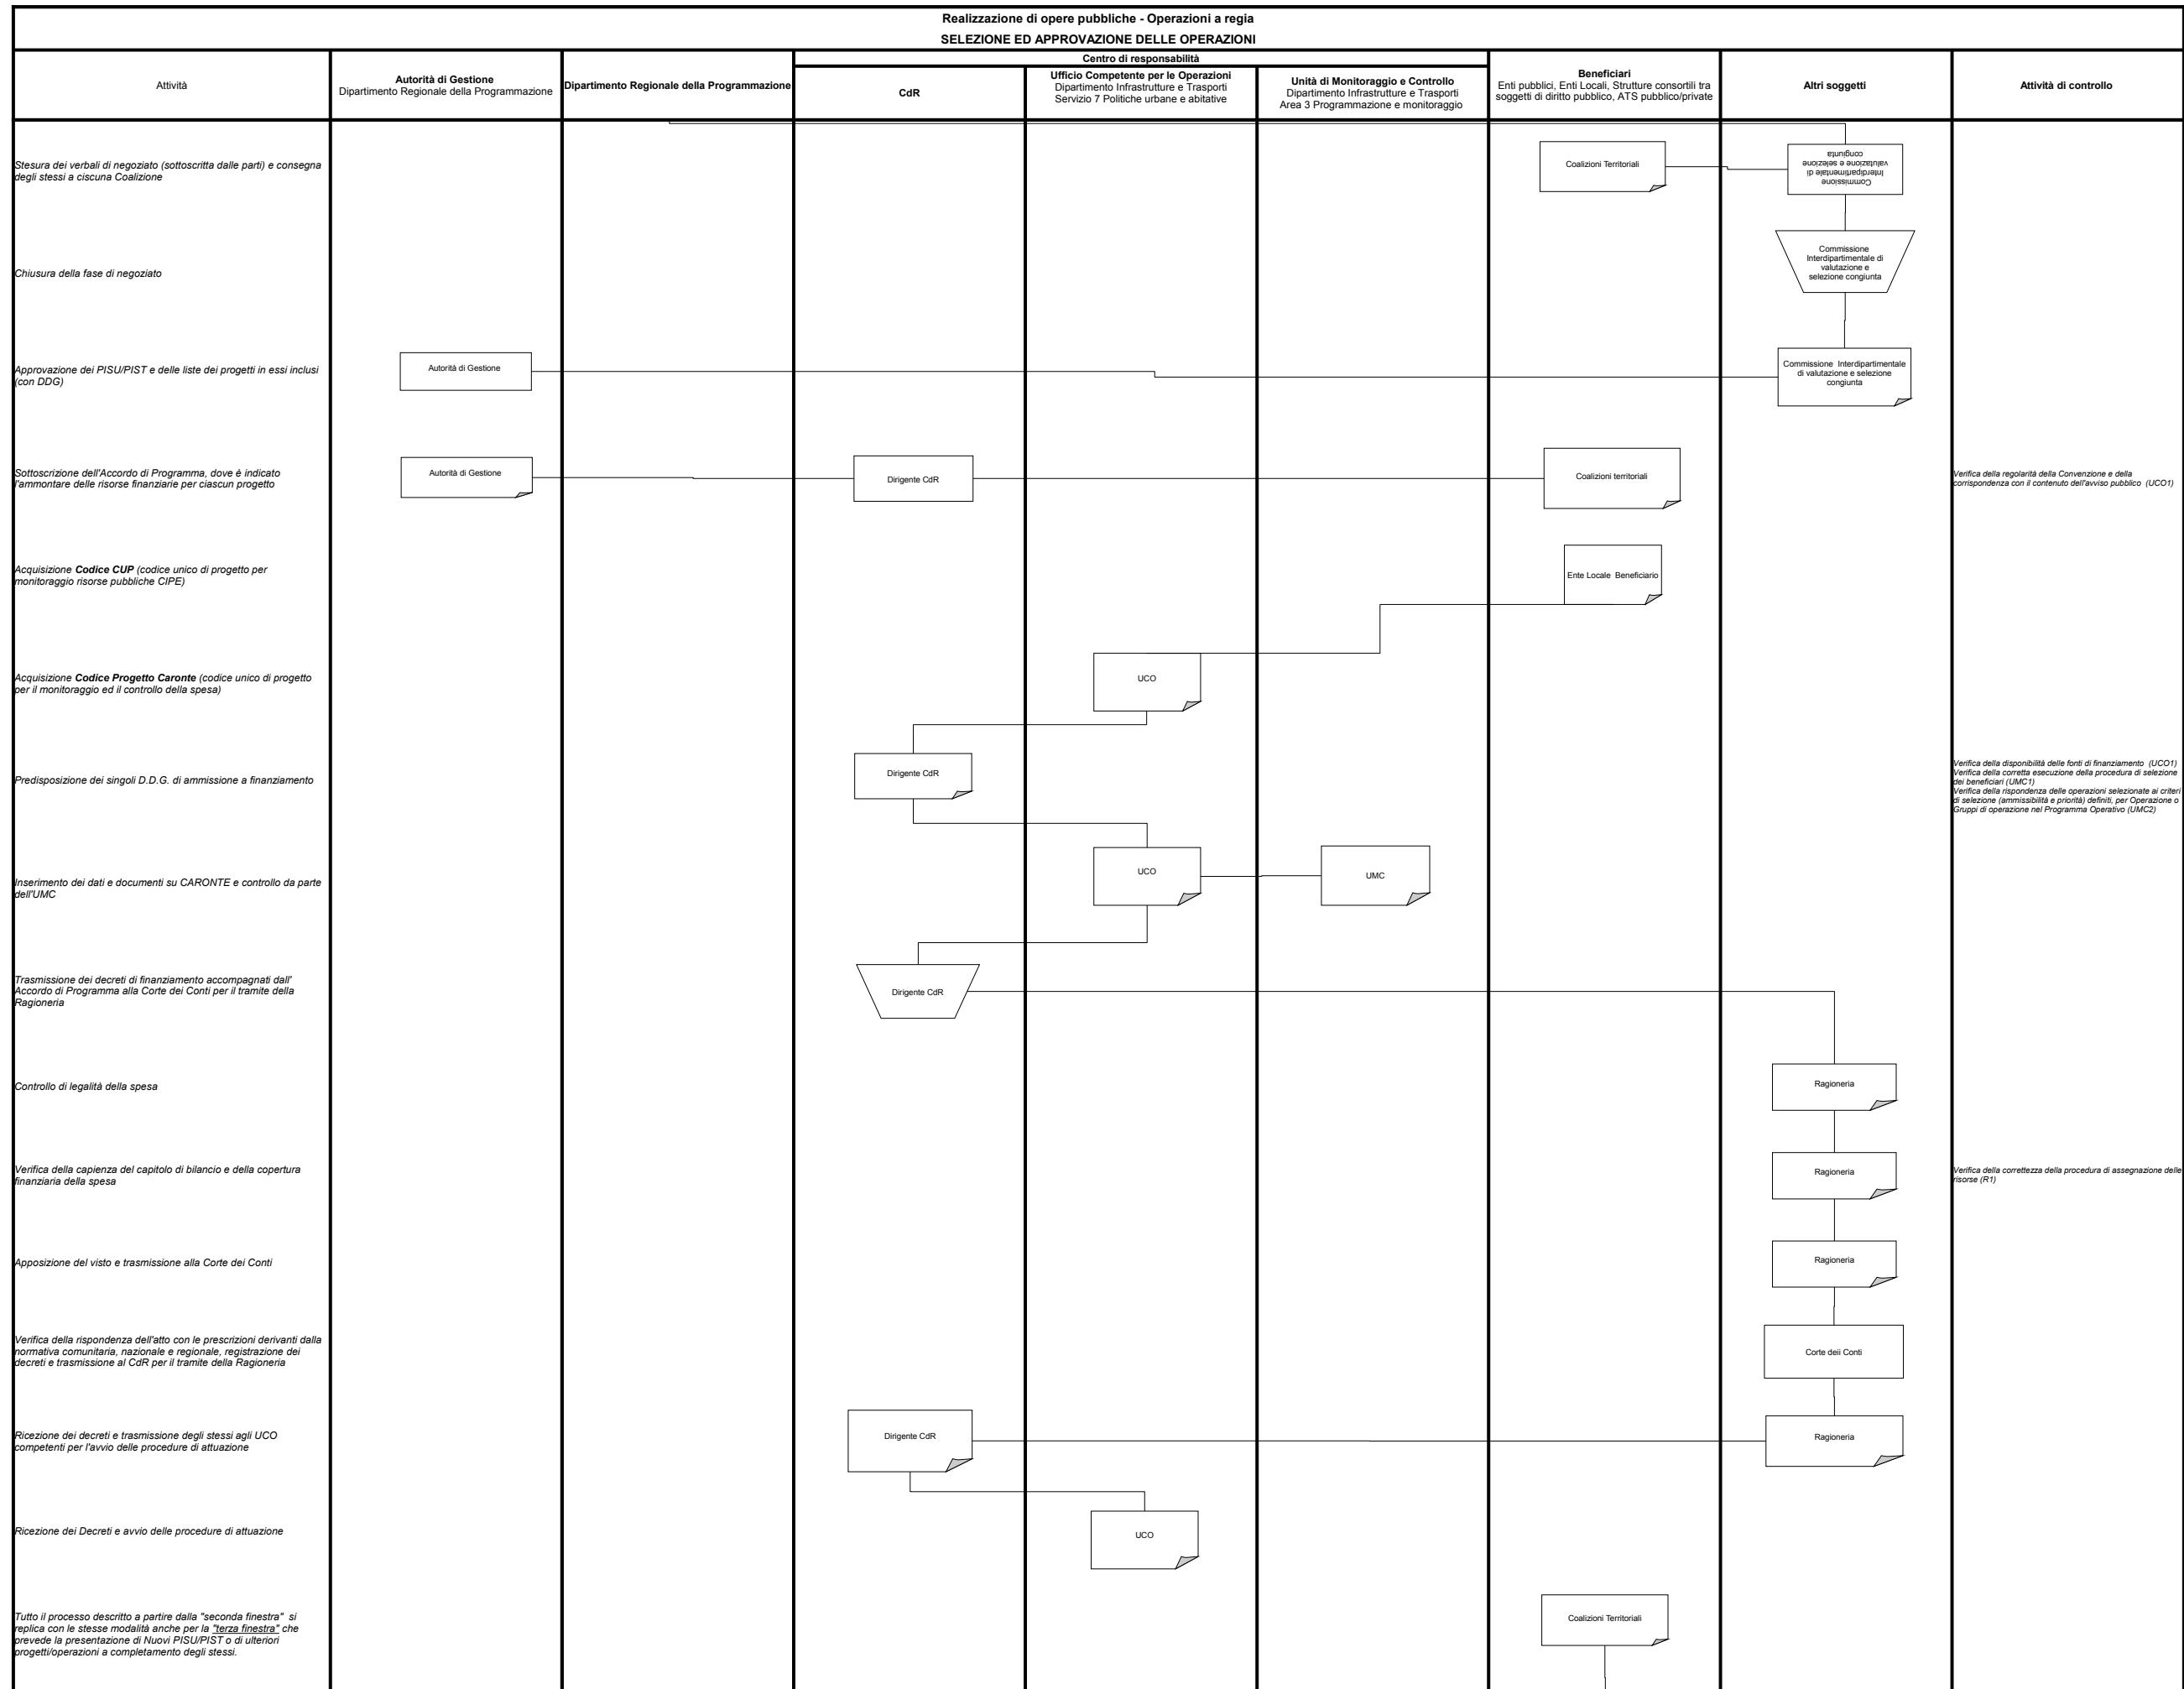 Realizzazione di opere pubbliche - Operazioni a regia
SELEZIONE ED APPROVAZIONE DELLE OPERAZIONI
Attività
Autorità di Gestione
Dipartimento Regionale della Programmazione
Dipartimento Regionale della Programmazione
Centro di responsabilità
CdR
Ufficio Competente per le Operazioni
Dipartimento Infrastrutture e Trasporti
Servizio 7 Politiche urbane e abitative
Unità di Monitoraggio e Controllo
Dipartimento Infrastrutture e Trasporti
Area 3 Programmazione e monitoraggio
Beneficiari
Enti pubblici, Enti Locali, Strutture consortili tra
soggetti di diritto pubblico, ATS pubblico/private
Altri soggetti
Attività di controllo
Stesura dei verbali di negoziato (sottoscritta dalle parti) e consegna
degli stessi a ciscuna Coalizione
Coalizioni Territoriali
Commissione
Interdipartimentale di
valutazione e selezione
congiunta
Chiusura della fase di negoziato
Commissione
Interdipartimentale di
valutazione e
selezione congiunta
Approvazione dei PISU/PIST e delle liste dei progetti in essi inclusi
(con DDG)
Autorità di Gestione
Commissione Interdipartimentale
di valutazione e selezione
congiunta
Sottoscrizione dell'Accordo di Programma, dove è indicato
l'ammontare delle risorse finanziarie per ciascun progetto
Autorità di Gestione
Dirigente CdR
Coalizioni territoriali
Verifica della regolarità della Convenzione e della
corrispondenza con il contenuto dell'avviso pubblico (UCO1)
Acquisizione Codice CUP (codice unico di progetto per
monitoraggio risorse pubbliche CIPE)
Ente Locale Beneficiario
Acquisizione Codice Progetto Caronte (codice unico di progetto
per il monitoraggio ed il controllo della spesa)
UCO
Predisposizione dei singoli D.D.G. di ammissione a finanziamento
Dirigente CdR
Verifica della disponibilità delle fonti di finanziamento (UCO1)
Verifica della corretta esecuzione della procedura di selezione
dei beneficiari (UMC1)
Verifica della rispondenza delle operazioni selezionate ai criteri
di selezione (ammissibilità e priorità) definiti, per Operazione o
Gruppi di operazione nel Programma Operativo (UMC2)
Inserimento dei dati e documenti su CARONTE e controllo da parte
dell'UMC
UCO
UMC
Trasmissione dei decreti di finanziamento accompagnati dall'
Accordo di Programma alla Corte dei Conti per il tramite della
Ragioneria
Dirigente CdR
Controllo di legalità della spesa
Ragioneria
Verifica della capienza del capitolo di bilancio e della copertura
finanziaria della spesa
Ragioneria
Verifica della correttezza della procedura di assegnazione delle
risorse (R1)
Apposizione del visto e trasmissione alla Corte dei Conti
Ragioneria
Verifica della rispondenza dell'atto con le prescrizioni derivanti dalla
normativa comunitaria, nazionale e regionale, registrazione dei
decreti e trasmissione al CdR per il tramite della Ragioneria
Corte deii Conti
Ricezione dei decreti e trasmissione degli stessi agli UCO
competenti per l'avvio delle procedure di attuazione
Dirigente CdR
Ragioneria
Ricezione dei Decreti e avvio delle procedure di attuazione
UCO
Tutto il processo descritto a partire dalla "seconda finestra" si
replica con le stesse modalità anche per la "terza finestra" che
prevede la presentazione di Nuovi PISU/PIST o di ulteriori
progetti/operazioni a completamento degli stessi.
Coalizioni Territoriali